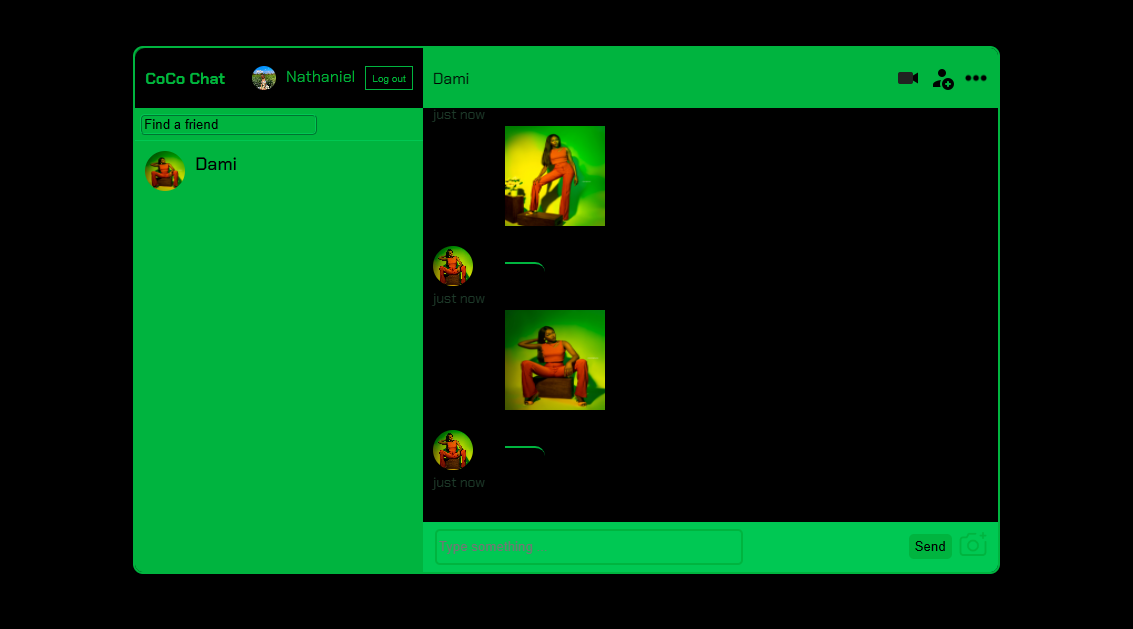 CoCo Chat
Nathaniel
Log out
Dami
Find a friend
Dami
just now
just now
just now
Type something ...
Send